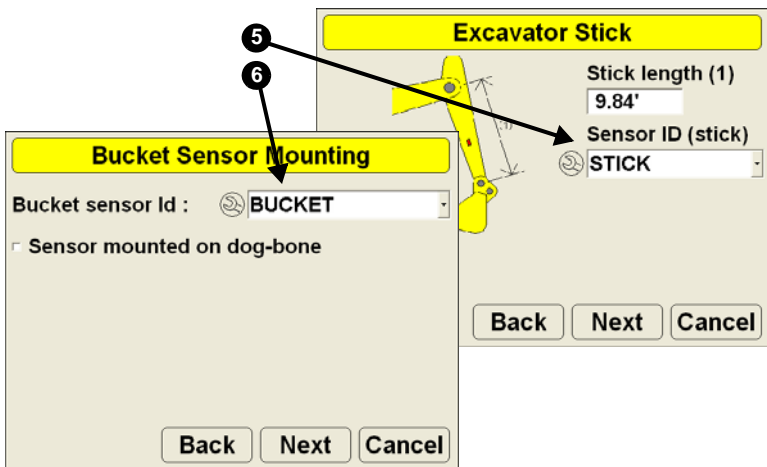 5
6
Excavator Stick
Stick length (1)
9.84'
Sensor ID (stick)
STICK
(1)
Back Next Cancel
Bucket Sensor Mounting
Bucket sensor Id : BUCKET
Sensor mounted on dog-bone
Back Next Cancel